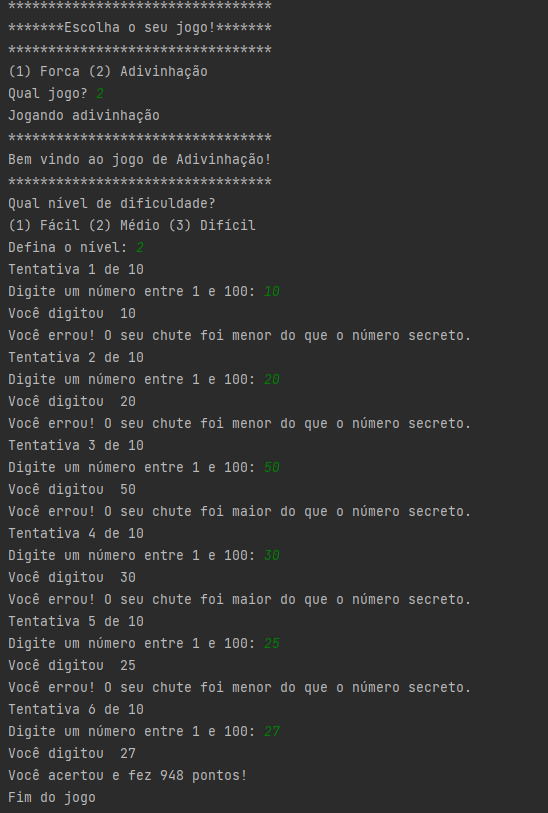 *********************************
*******Escolha o seu jogo!*******
*********************************
(1) Forca (2) Adivinhação
Qual jogo? 2
Jogando adivinhação
*********************************
Bem vindo ao jogo de Adivinhação!
*********************************
Qual nível de dificuldade?
(1) Fácil (2) Médio (3) Difícil
Defina o nível: 2
Tentativa 1 de 10
Digite um número entre 1 e 100: 10
Você digitou  10
Você errou! O seu chute foi menor do que o número secreto.
Tentativa 2 de 10
Digite um número entre 1 e 100: 20
Você digitou  20
Você errou! O seu chute foi menor do que o número secreto.
Tentativa 3 de 10
Digite um número entre 1 e 100: 50
Você digitou  50
Você errou! O seu chute foi maior do que o número secreto.
Tentativa 4 de 10
Digite um número entre 1 e 100: 30
Você digitou  30
Você errou! O seu chute foi maior do que o número secreto.
Tentativa 5 de 10
Digite um número entre 1 e 100: 25
Você digitou  25
Você errou! O seu chute foi menor do que o número secreto.
Tentativa 6 de 10
Digite um número entre 1 e 100: 27
Você digitou  27
Você acertou e fez 948 pontos!
Fim do jogo